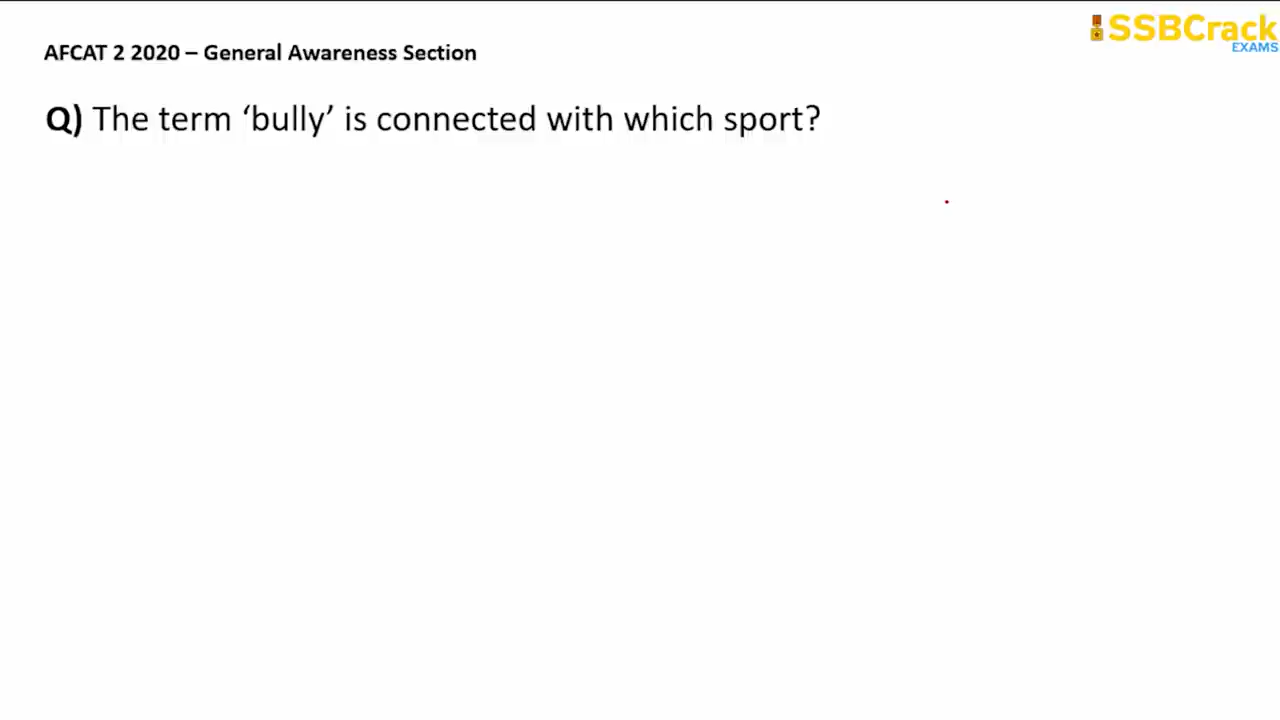 SSBCrack
EXAMS
AFCAT 2 2020 – General Awareness Section
Q) The term ‘bully’ is connected with which sport?